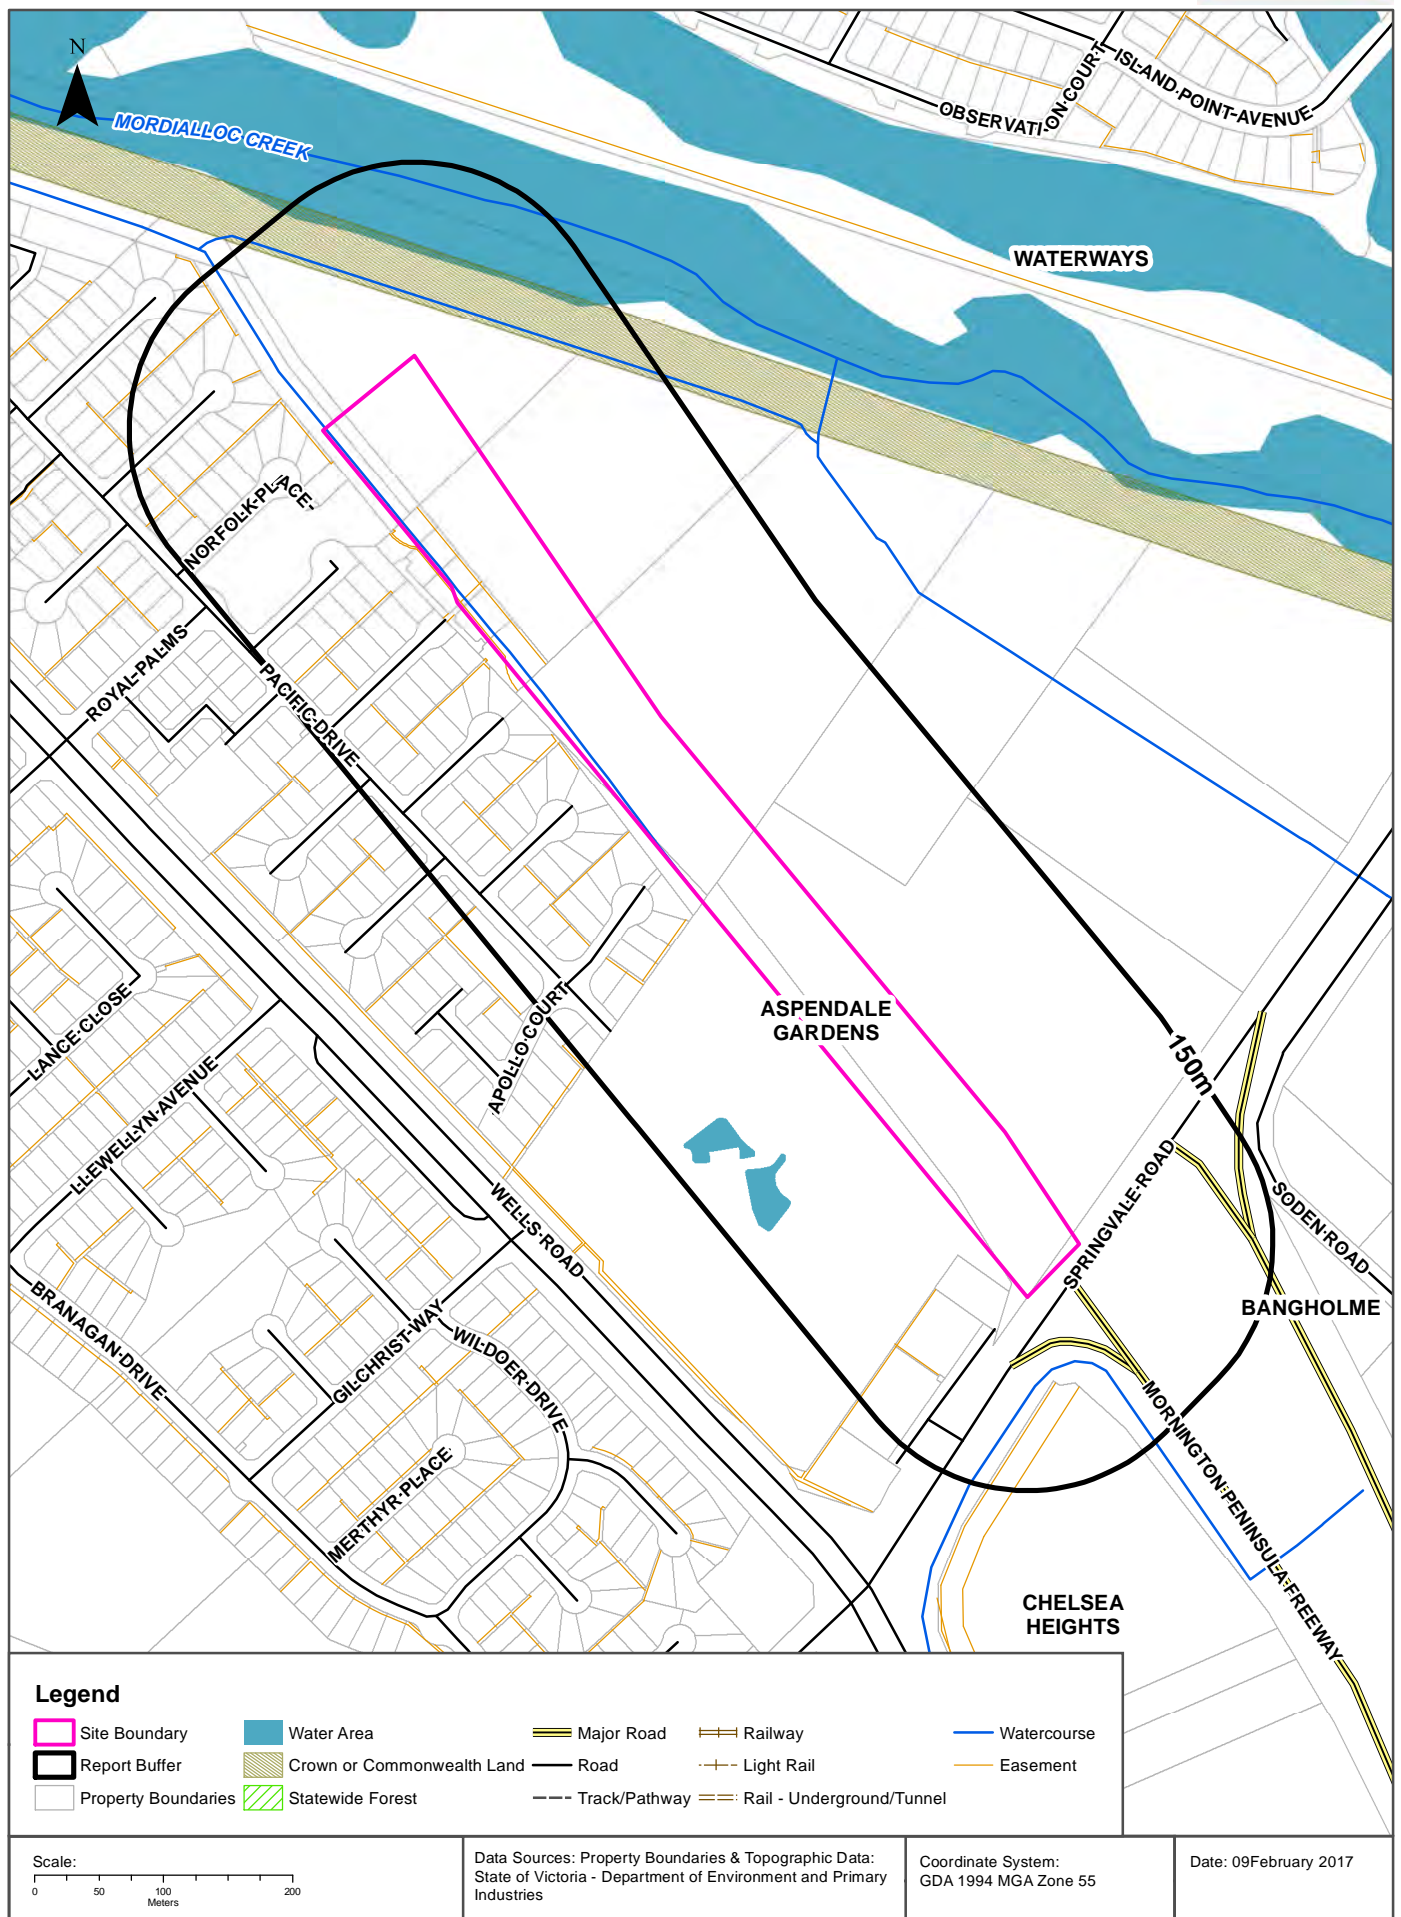 N
MORDIALLOC CREEK
OBSERVATION COURT
ISLAND POINT AVENUE
WATERWAYS
NORFOLK PLACE
ROYAL PALMS
PACIFIC DRIVE
LANCE CLOSE
LLEWELLYN AVENUE
APOLLO COURT
ASPENDALE
GARDENS
150m
SPRINGVALE ROAD
SODEN ROAD
BANGHOLME
WELLS ROAD
BRANAGAN DRIVE
GILCHRIST WAY
WILDOER DRIVE
MERTHYR PLACE
MORNINGTON PENINSULA FREEWAY
CHELSEA
HEIGHTS
Legend
Site Boundary
Water Area
Major Road
Railway
Watercourse
Report Buffer
Crown or Commonwealth Land
Road
Light Rail
Easement
Property Boundaries
Statewide Forest
Track/Pathway
Rail - Underground/Tunnel
Scale:
0 50 100 200
Meters
Data Sources: Property Boundaries & Topographic Data:
State of Victoria - Department of Environment and Primary
Industries
Coordinate System:
GDA 1994 MGA Zone 55
Date: 09February 2017